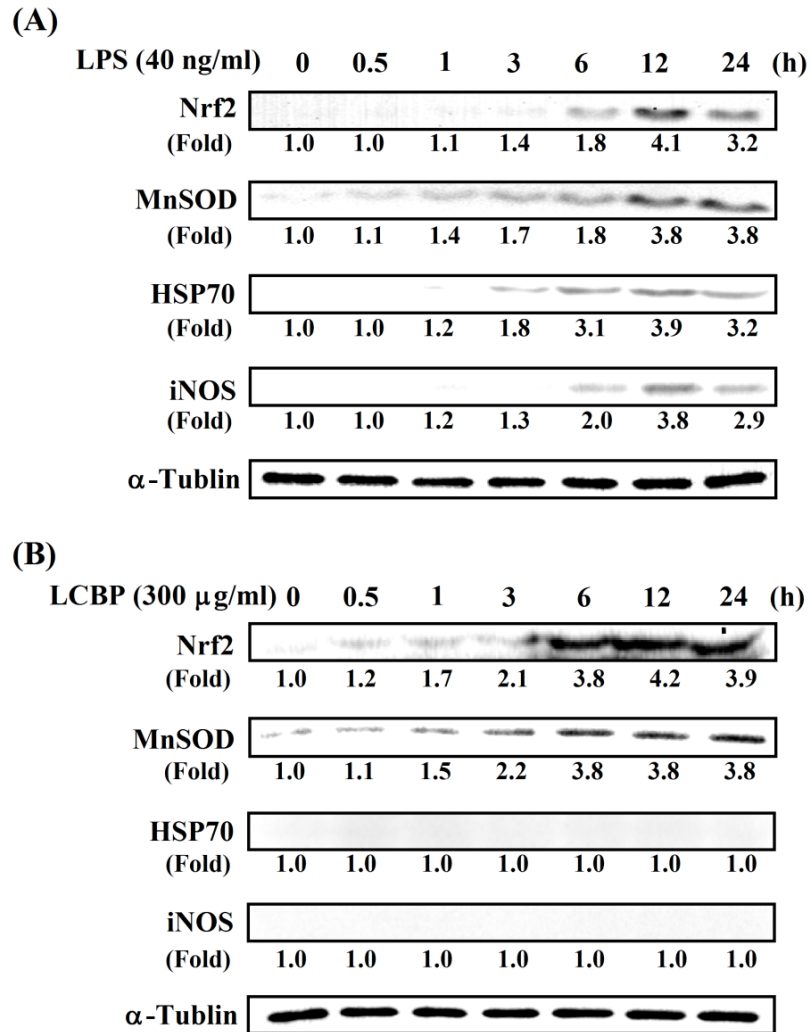 (A)
LPS (40 ng/ml) 0 0.5 1 3 6 12 24 (h)
Nrf2
(Fold) 1.0 1.0 1.1 1.4 1.8 4.1 3.2
MnSOD
(Fold) 1.0 1.1 1.4 1.7 1.8 3.8 3.8
HSP70
(Fold) 1.0 1.0 1.2 1.8 3.1 3.9 3.2
iNOS
(Fold) 1.0 1.0 1.2 1.3 2.0 3.8 2.9
α-Tublin
(B)
LCBP (300 μg/ml) 0 0.5 1 3 6 12 24 (h)
Nrf2
(Fold) 1.0 1.2 1.7 2.1 3.8 4.2 3.9
MnSOD
(Fold) 1.0 1.1 1.5 2.2 3.8 3.8 3.8
HSP70
(Fold) 1.0 1.0 1.0 1.0 1.0 1.0 1.0
iNOS
(Fold) 1.0 1.0 1.0 1.0 1.0 1.0 1.0
α-Tublin